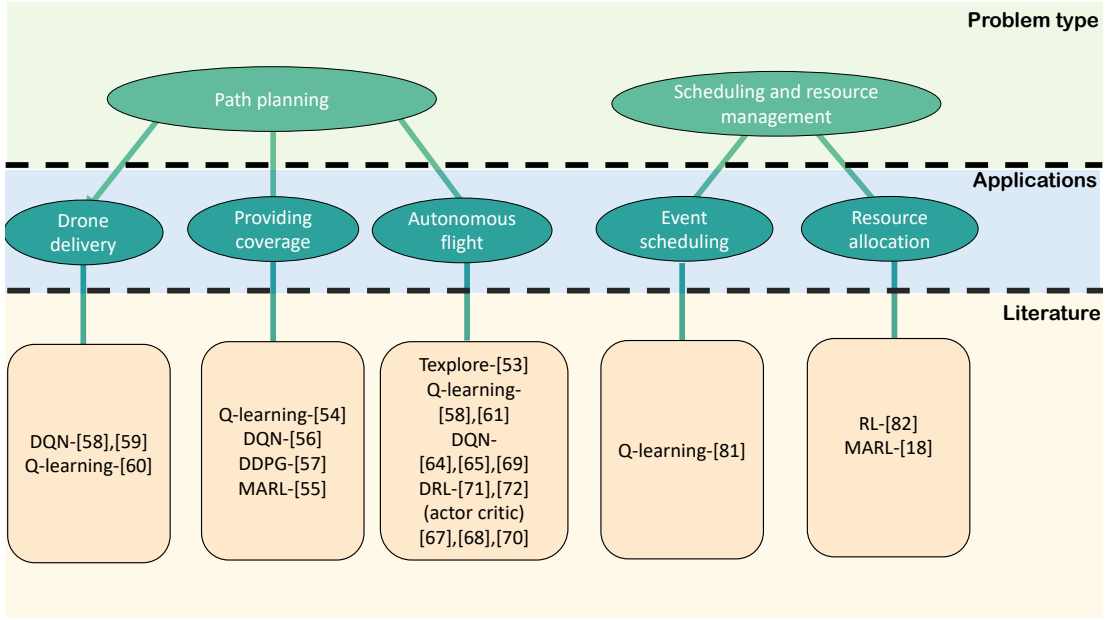 Problem type
Path planning
Scheduling and resource
management
Applications
Drone
delivery
Providing
coverage
Autonomous
flight
Event
scheduling
Resource
allocation
Literature
DQN-[58],[59]
Q-learning-[60]
Q-learning-[54]
DQN-[56]
DDPG-[57]
MARL-[55]
Texplore-[53]
Q-learning-
[58],[61]
DQN-
[64],[65],[69]
DRL-[71],[72]
(actor critic)
[67],[68],[70]
Q-learning-[81]
RL-[82]
MARL-[18]